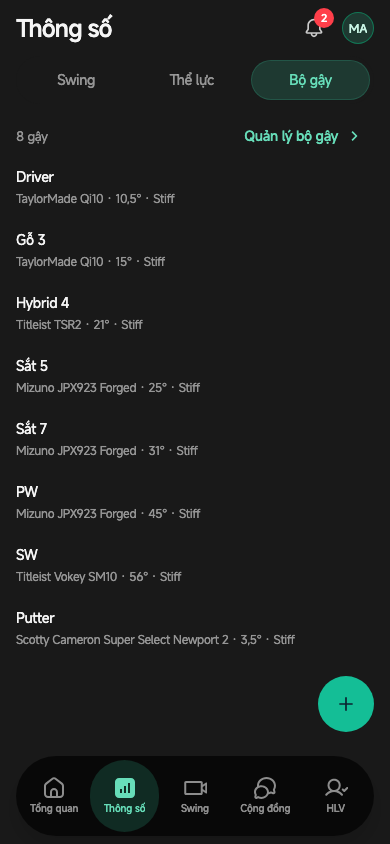 Thông số
2
MA
Swing
Thể lực
Bộ gậy
8 gậy
Quản lý bộ gậy
Driver
TaylorMade Qi10 · 10,5° · Stiff
Gỗ 3
TaylorMade Qi10 · 15° · Stiff
Hybrid 4
Titleist TSR2 · 21° · Stiff
Sắt 5
Mizuno JPX923 Forged · 25° · Stiff
Sắt 7
Mizuno JPX923 Forged · 31° · Stiff
PW
Mizuno JPX923 Forged · 45° · Stiff
SW
Titleist Vokey SM10 · 56° · Stiff
Putter
Scotty Cameron Super Select Newport 2 · 3,5° · Stiff
Tổng quan
Thông số
Swing
Cộng đồng
HLV